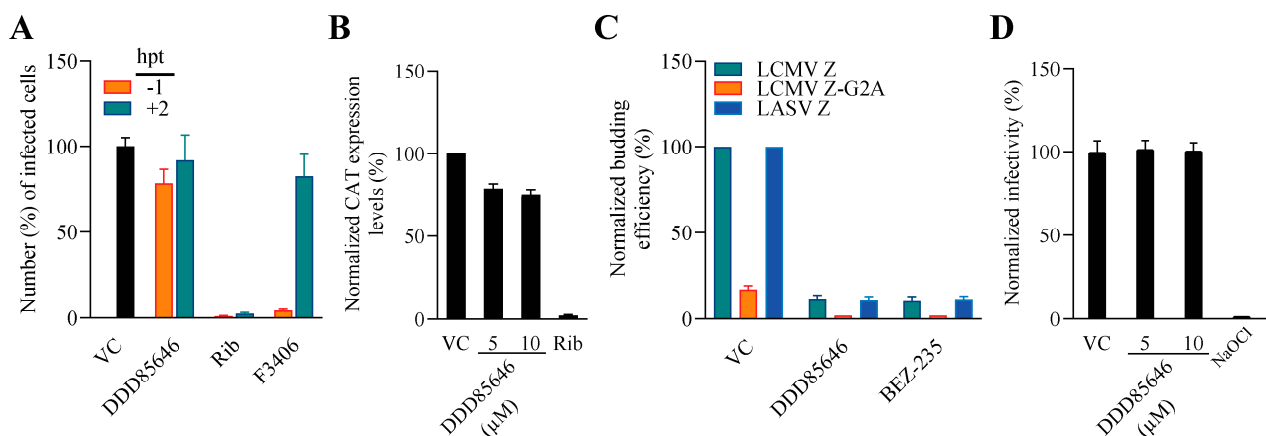 A
Number (%) of infected cells
hpt
-1
+2
150
100
50
0
VC
DDD85646
Rib
F3406
B
Normalized CAT expression
levels (%)
150
100
50
0
VC
5
10
Rib
DDD85646
(µM)
C
Normalized budding
efficiency (%)
LCMV Z
LCMV Z-G2A
LASV Z
150
100
50
0
VC
DDD85646
BEZ-235
D
Normalized infectivity (%)
150
100
50
0
VC
5
10
NaOCl
DDD85646
(µM)